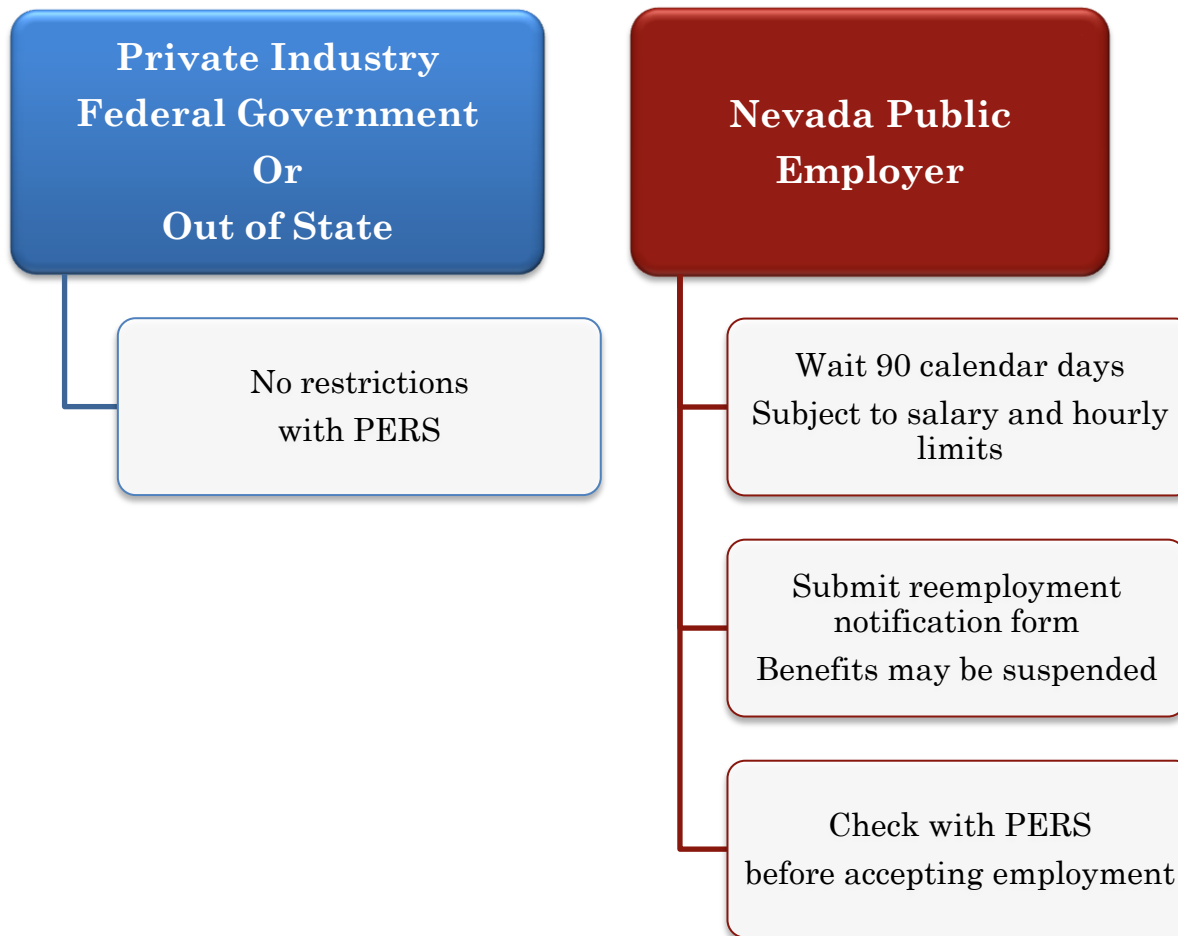 Private Industry
Federal Government
Or
Out of State
No restrictions
with PERS
Nevada Public
Employer
Wait 90 calendar days
Subject to salary and hourly
limits
Submit reemployment
notification form
Benefits may be suspended
Check with PERS
before accepting employment